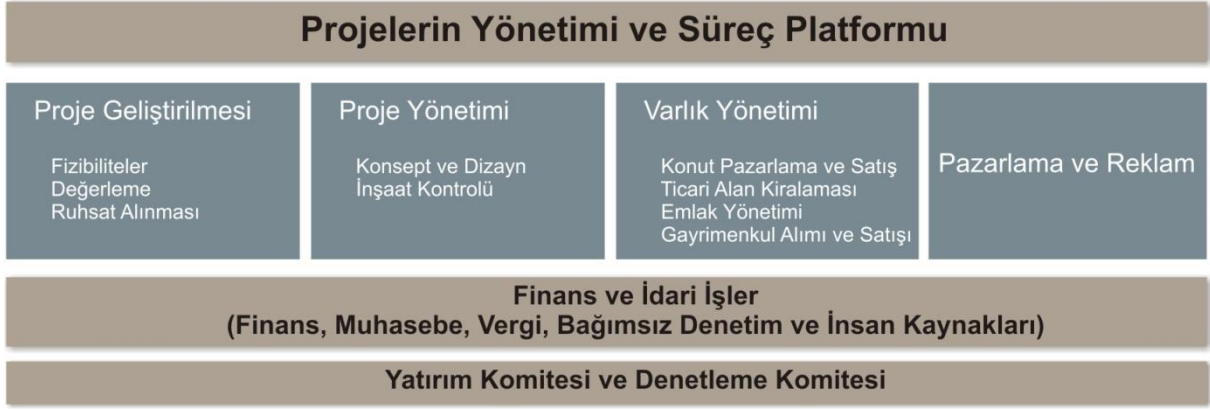 Projelerin Yönetimi ve Süreç Platformu
Proje Geliştirilmesi
Fizibiliteler
Değerleme
Ruhsat Alınması
Proje Yönetimi
Konsept ve Dizayn
İnşaat Kontrolü
Varlık Yönetimi
Konut Pazarlama ve Satış
Ticari Alan Kiralaması
Emlak Yönetimi
Gayrimenkul Alımı ve Satışı
Pazarlama ve Reklam
Finans ve İdari İşler
(Finans, Muhasebe, Vergi, Bağımsız Denetim ve İnsan Kaynakları)
Yatırım Komitesi ve Denetleme Komitesi